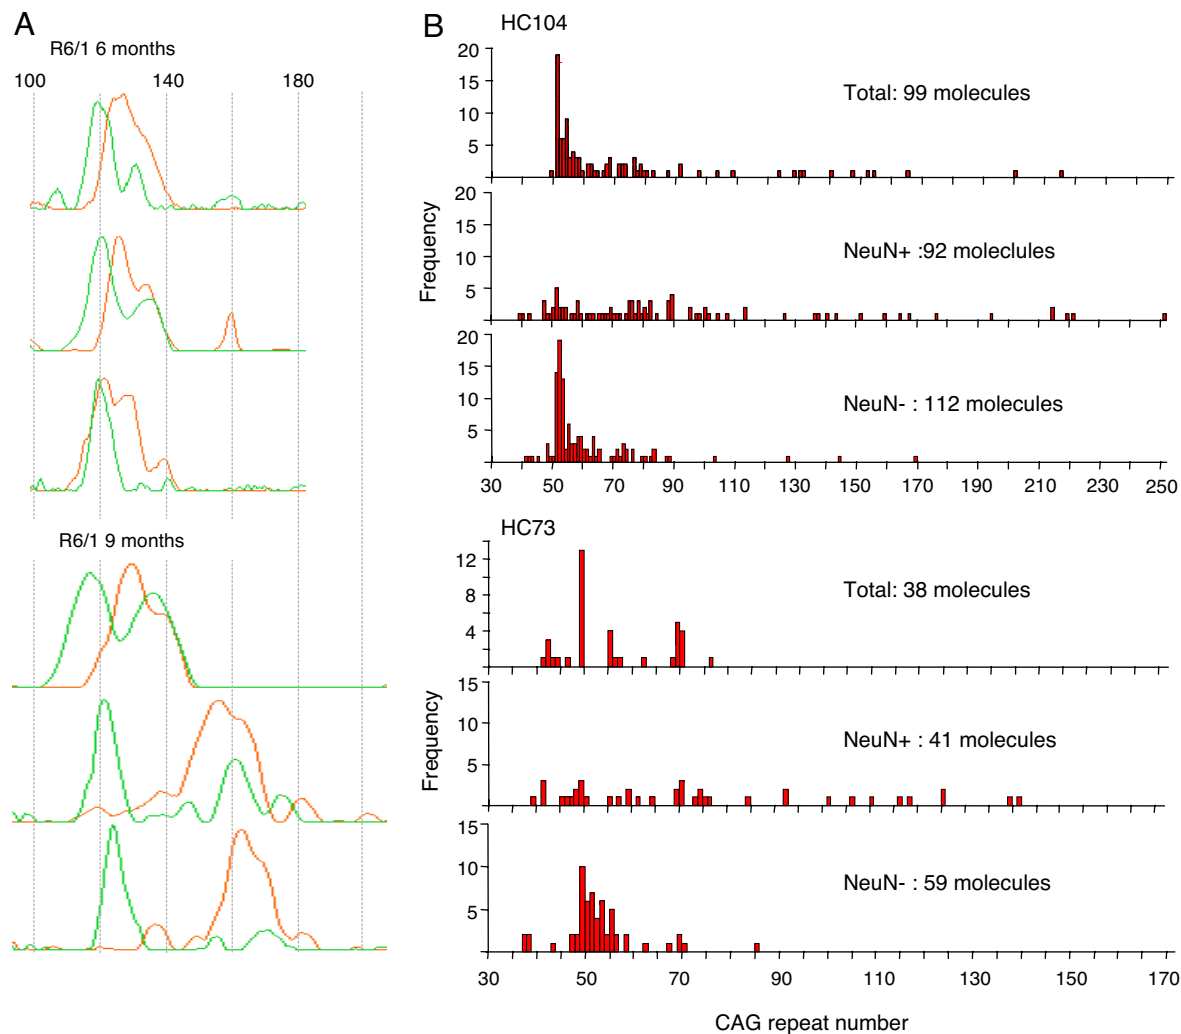 A
R6/1 6 months
100 120 140 160 180
R6/1 9 months
B
HC104
20
15
10
5
Total: 99 molecules
20
15
10
5
NeuN+ :92 moleclules
Frequency
20
15
10
5
NeuN- : 112 molecules
30 50 70 90 110 130 150 170 190 210 230 250
HC73
12
8
4
Total: 38 molecules
15
10
5
NeuN+ : 41 molecules
Frequency
15
10
5
NeuN- : 59 molecules
30 50 70 90 110 130 150 170
CAG repeat number